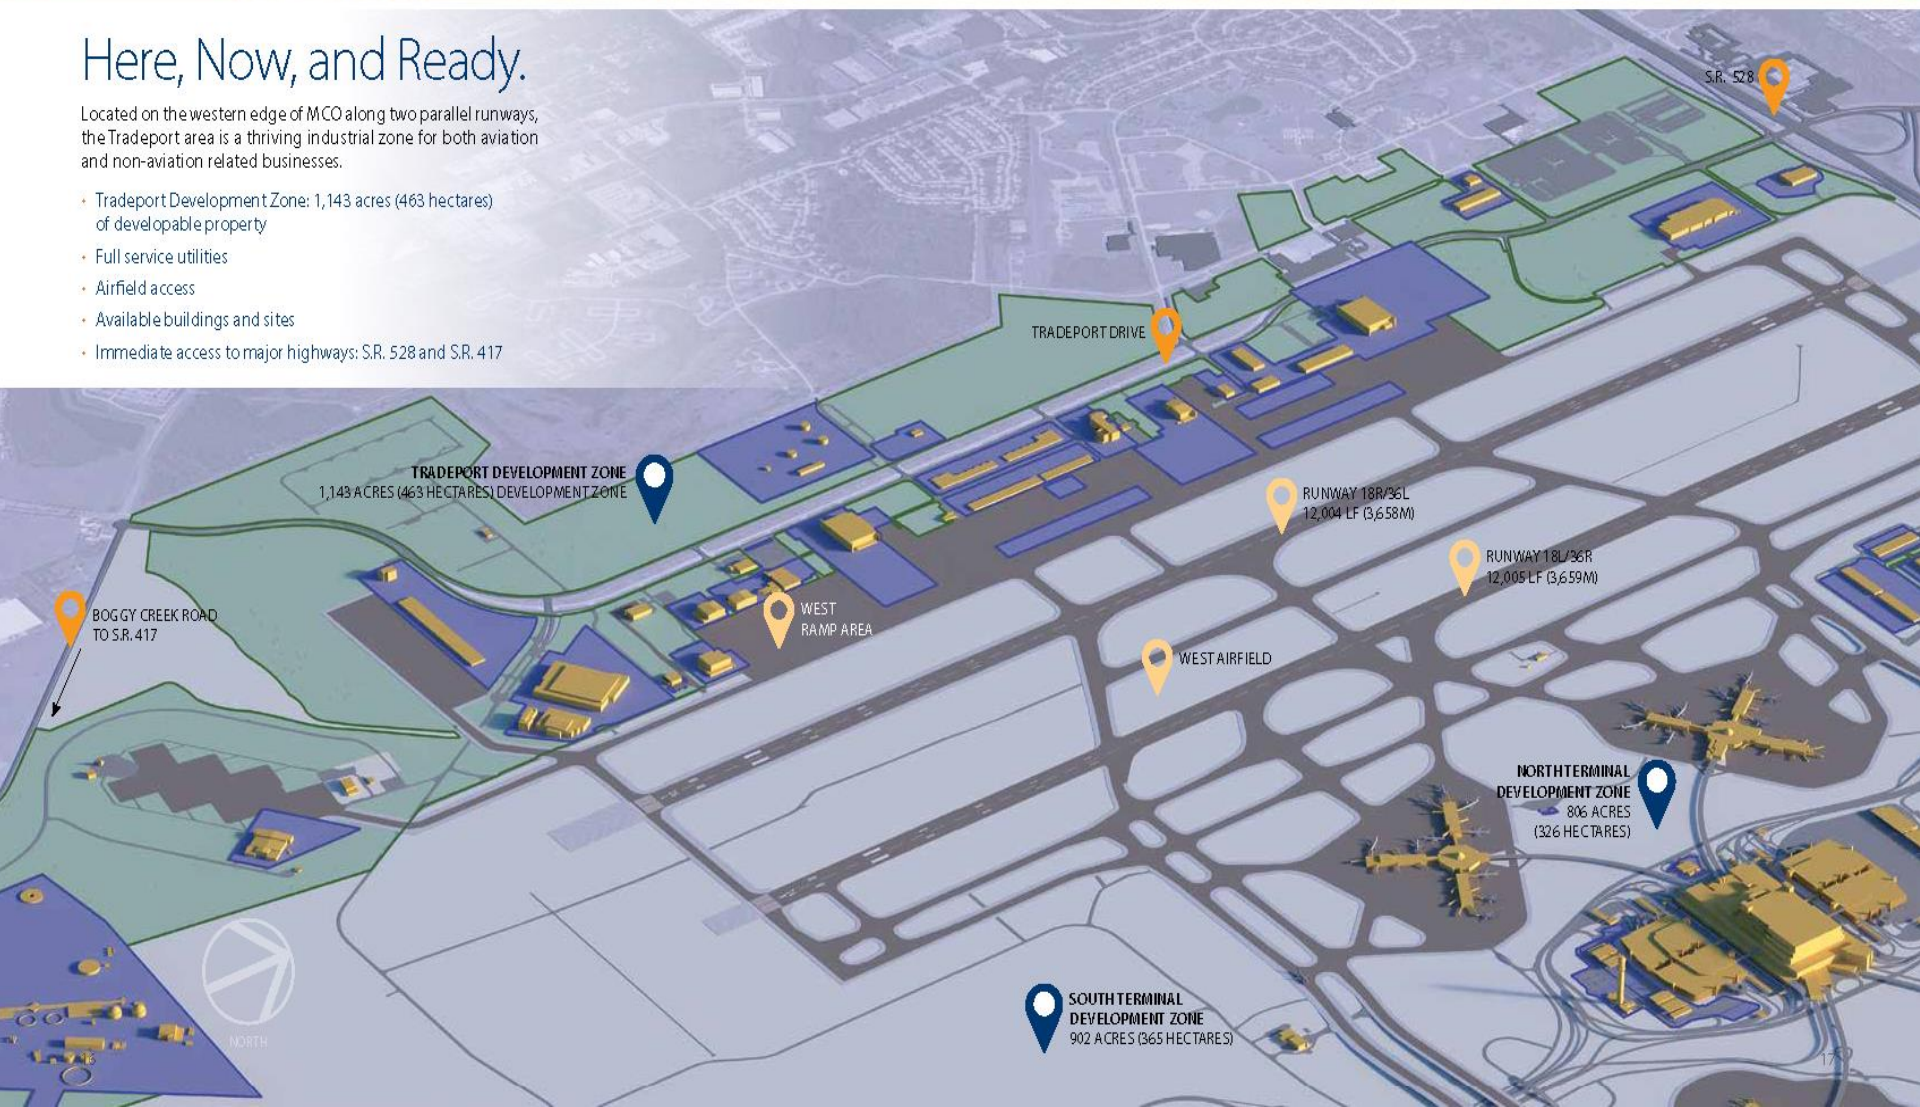 Here, Now, and Ready.
Located on the western edge of MCO along two parallel runways,
the Tradeport area is a thriving industrial zone for both aviation
and non-aviation related businesses.
· Tradeport Development Zone: 1,143 acres (463 hectares)
of developable property
· Full service utilities
· Airfield access
· Available buildings and sites
· Immediate access to major highways: S.R. 528 and S.R. 417
S.R. 528
TRADEPORT DRIVE
TRADEPORT DEVELOPMENT ZONE
1,143 ACRES (463 HECTARES) DEVELOPMENT ZONE
RUNWAY 18R/36L
12,004 LF (3,658M)
RUNWAY 18L/36R
12,005 LF (3,659M)
BOGGY CREEK ROAD
TO S.R. 417
WEST
RAMP AREA
WEST AIRFIELD
NORTH TERMINAL
DEVELOPMENT ZONE
806 ACRES
(326 HECTARES)
SOUTH TERMINAL
DEVELOPMENT ZONE
902 ACRES (365 HECTARES)
NORTH
17